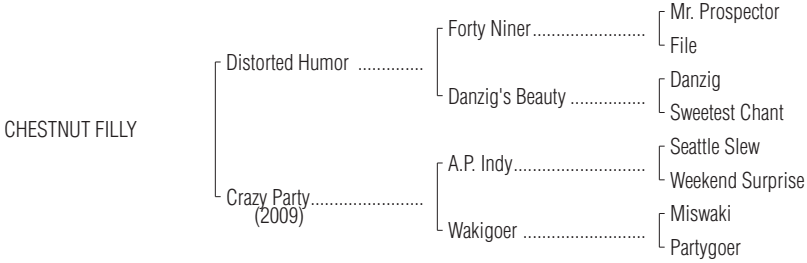 Mr. Prospector
Forty Niner..........................
File
Distorted Humor ...............
Danzig
Danzig's Beauty .................
Sweetest Chant
CHESTNUT FILLY
Seattle Slew
A.P. Indy..............................
Weekend Surprise
Crazy Party..........................
(2009)
Miswaki
Wakigoer ............................
Partygoer